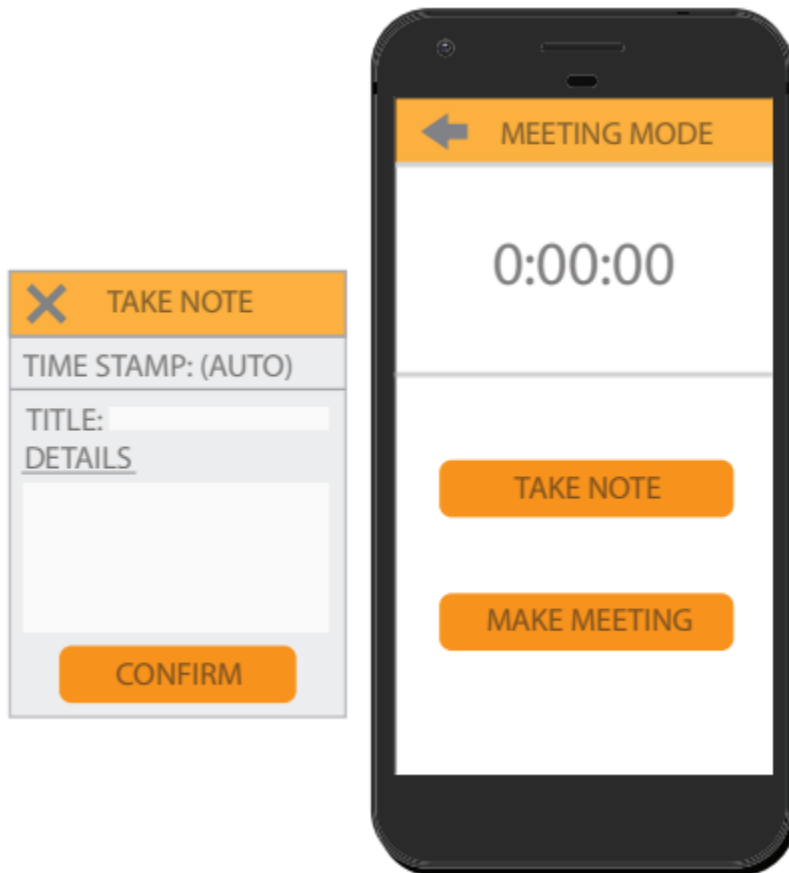 TAKE NOTE
TIME STAMP: (AUTO)
TITLE:
DETAILS
CONFIRM
MEETING MODE
0:00:00
TAKE NOTE
MAKE MEETING